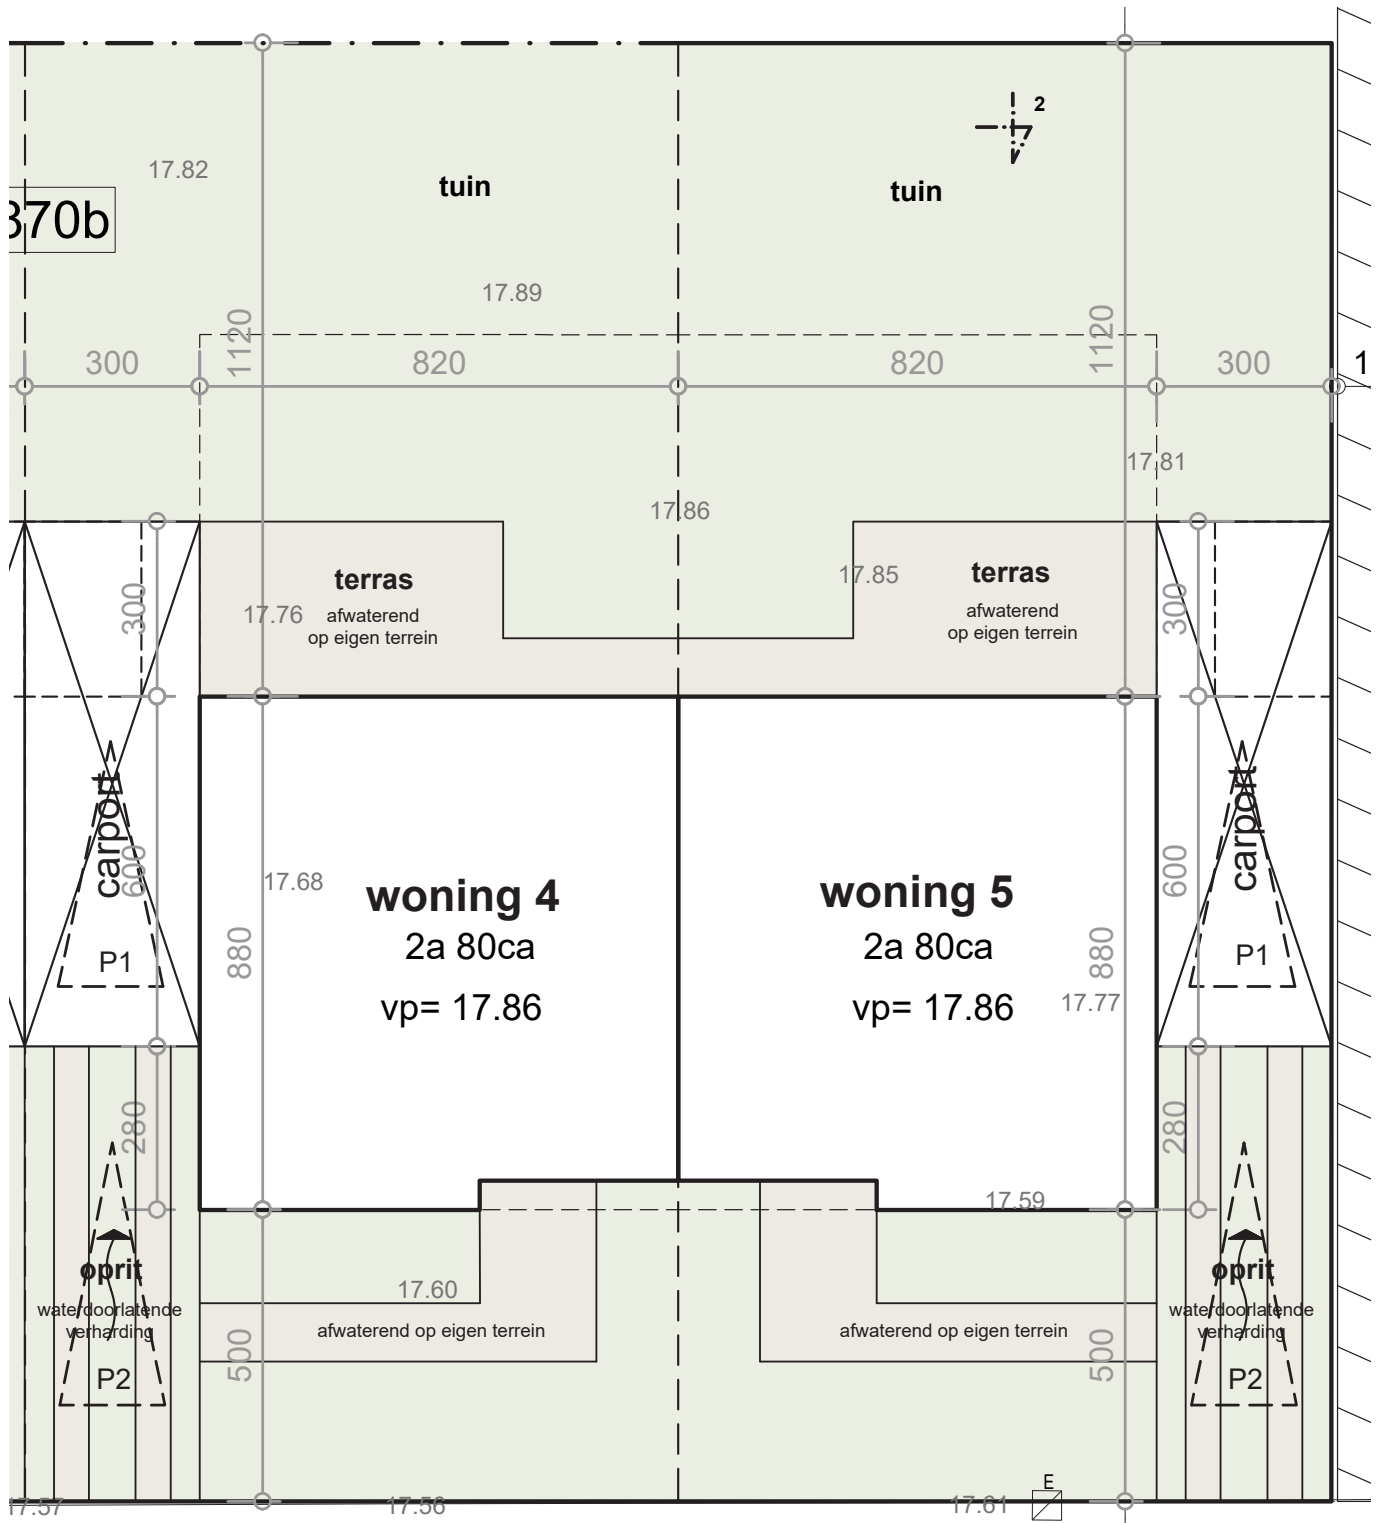 2
17.82
tuin
tuin
370b
17.89
1120
1120
300
820
820
300
1
17.81
17.86
300
terras
17.85
terras
300
17.76
afwaterend
op eigen terrein
afwaterend
op eigen terrein
carport
carport
600
17.68
woning 4
woning 5
600
2a 80ca
2a 80ca
P1
880
880
P1
vp= 17.86
vp= 17.86
17.77
280
280
17.59
oprit
oprit
17.60
waterdoorlatende
verharding
afwaterend op eigen terrein
afwaterend op eigen terrein
waterdoorlatende
verharding
500
500
P2
P2
E
17.57
17.56
17.61